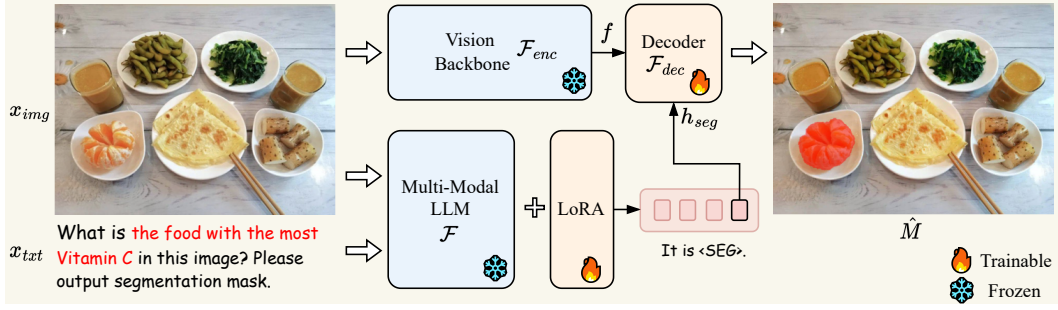 x_img
x_txt
What is the food with the most
Vitamin C in this image? Please
output segmentation mask.
Vision
Backbone F_enc
f
Decoder
F_dec
h_seg
Multi-Modal
LLM
F
+
LoRA
It is <SEG>.
M̂
Trainable
Frozen